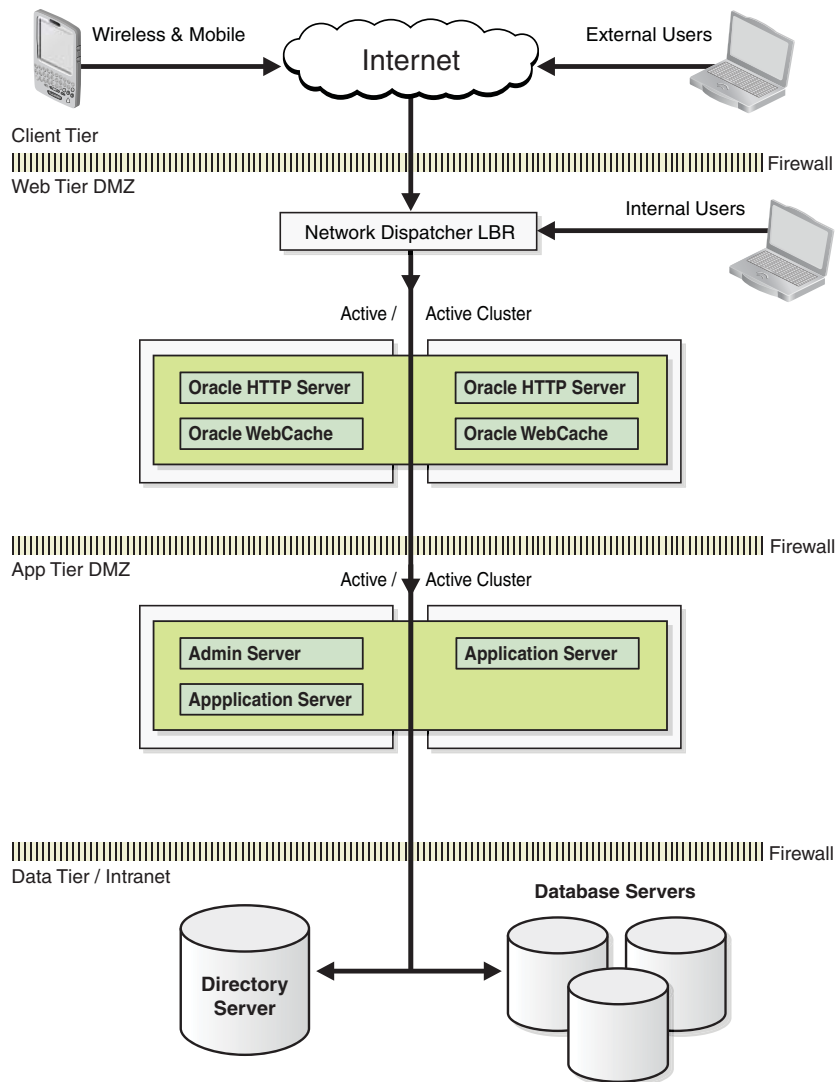 Wireless & Mobile
Internet
External Users
Client Tier
Firewall
Web Tier DMZ
Internal Users
Network Dispatcher LBR
Active / Active Cluster
Oracle HTTP Server
Oracle HTTP Server
Oracle WebCache
Oracle WebCache
Firewall
App Tier DMZ
Active / Active Cluster
Admin Server
Application Server
Appplication Server
Firewall
Data Tier / Intranet
Database Servers
Directory
Server